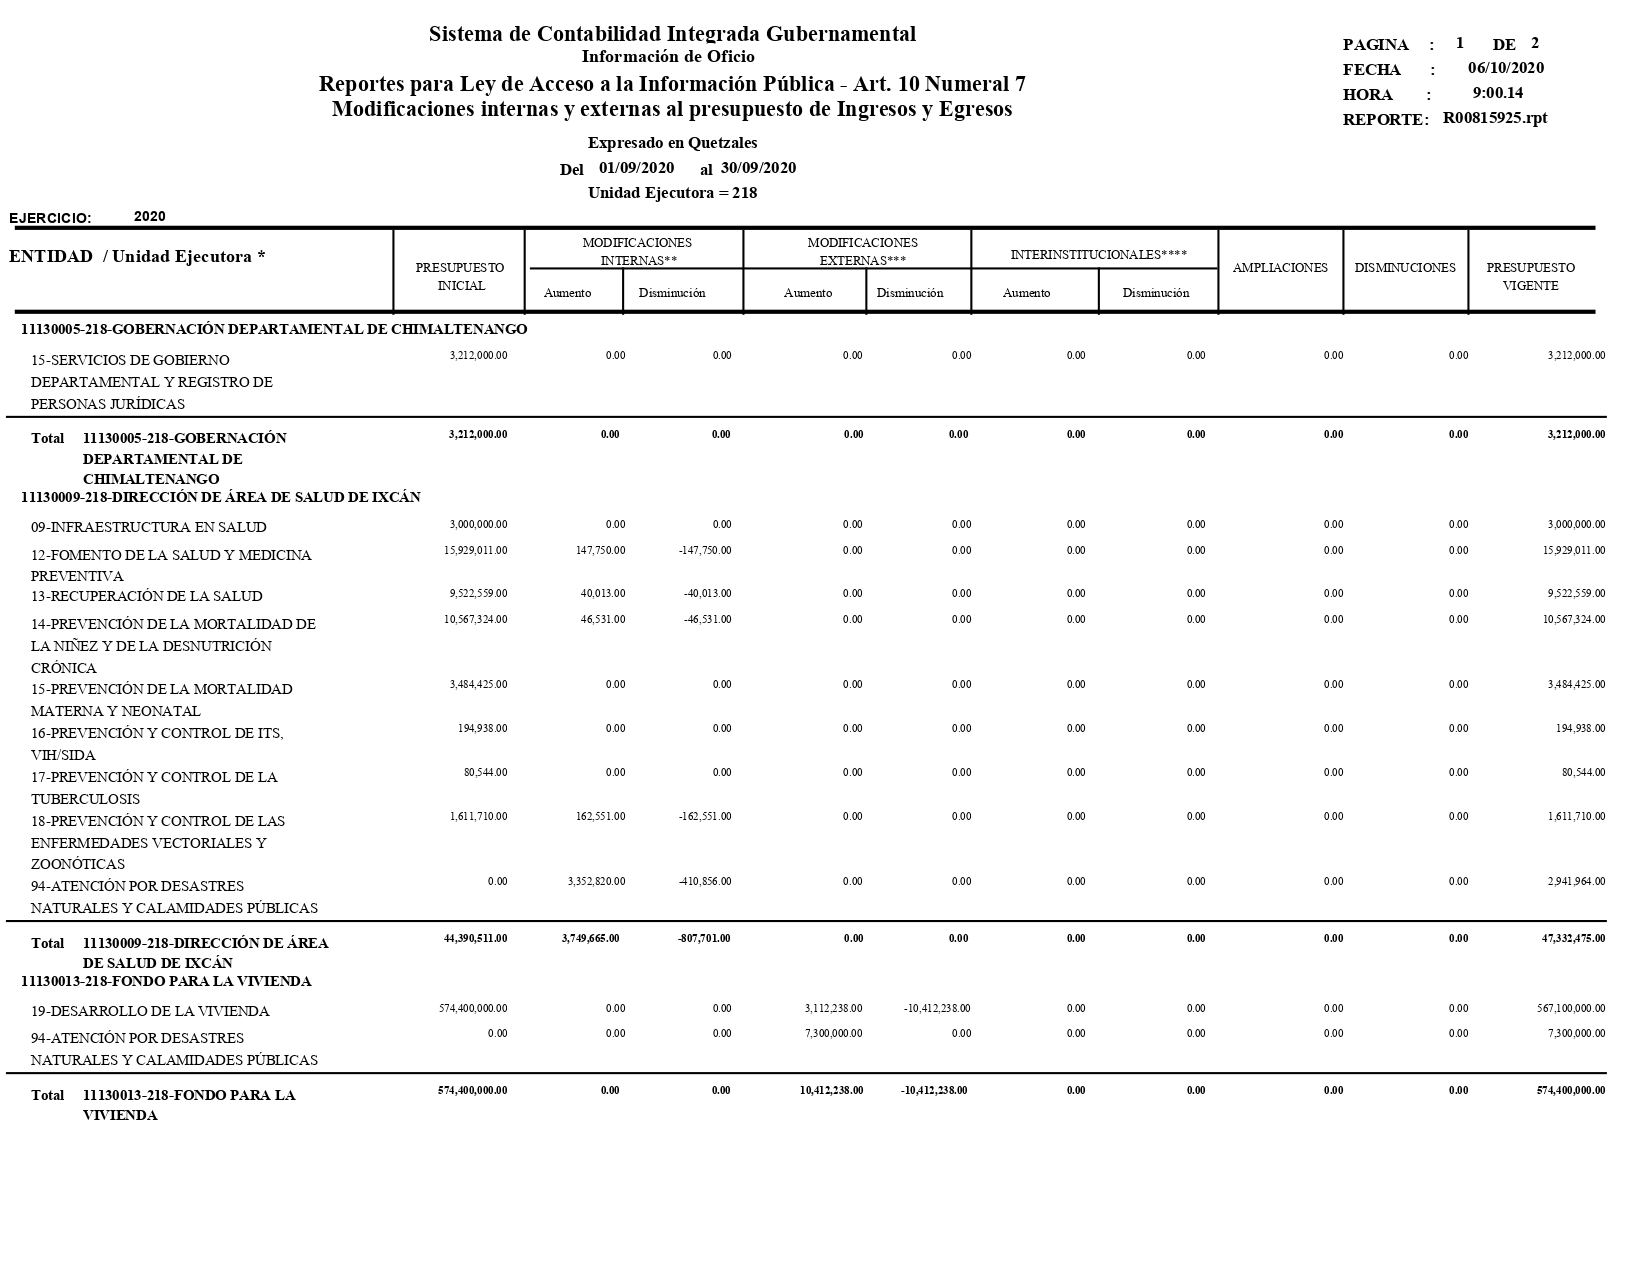 Sistema de Contabilidad Integrada Gubernamental
Información de Oficio
Reportes para Ley de Acceso a la Información Pública - Art. 10 Numeral 7
Modificaciones internas y externas al presupuesto de Ingresos y Egresos
Expresado en Quetzales
Del 01/09/2020 al 30/09/2020
Unidad Ejecutora = 218
PAGINA : 1 DE 2
FECHA : 06/10/2020
HORA : 9:00.14
REPORTE: R00815925.rpt
EJERCICIO: 2020
ENTIDAD / Unidad Ejecutora *
PRESUPUESTO
INICIAL
MODIFICACIONES
INTERNAS**
Aumento Disminución
MODIFICACIONES
EXTERNAS***
Aumento Disminución
INTERINSTITUCIONALES****
Aumento Disminución
AMPLIACIONES
DISMINUCIONES
PRESUPUESTO
VIGENTE
11130005-218-GOBERNACIÓN DEPARTAMENTAL DE CHIMALTENANGO
15-SERVICIOS DE GOBIERNO 3,212,000.00 0.00 0.00 0.00 0.00 0.00 0.00 0.00 0.00 3,212,000.00
DEPARTAMENTAL Y REGISTRO DE
PERSONAS JURÍDICAS
Total 11130005-218-GOBERNACIÓN 3,212,000.00 0.00 0.00 0.00 0.00 0.00 0.00 0.00 0.00 3,212,000.00
DEPARTAMENTAL DE
CHIMALTENANGO
11130009-218-DIRECCIÓN DE ÁREA DE SALUD DE IXCÁN
09-INFRAESTRUCTURA EN SALUD 3,000,000.00 0.00 0.00 0.00 0.00 0.00 0.00 0.00 0.00 3,000,000.00
12-FOMENTO DE LA SALUD Y MEDICINA 15,929,011.00 147,750.00 -147,750.00 0.00 0.00 0.00 0.00 0.00 0.00 15,929,011.00
PREVENTIVA
13-RECUPERACIÓN DE LA SALUD 9,522,559.00 40,013.00 -40,013.00 0.00 0.00 0.00 0.00 0.00 0.00 9,522,559.00
14-PREVENCIÓN DE LA MORTALIDAD DE 10,567,324.00 46,531.00 -46,531.00 0.00 0.00 0.00 0.00 0.00 0.00 10,567,324.00
LA NIÑEZ Y DE LA DESNUTRICIÓN
CRÓNICA
15-PREVENCIÓN DE LA MORTALIDAD 3,484,425.00 0.00 0.00 0.00 0.00 0.00 0.00 0.00 0.00 3,484,425.00
MATERNA Y NEONATAL
16-PREVENCIÓN Y CONTROL DE ITS, 194,938.00 0.00 0.00 0.00 0.00 0.00 0.00 0.00 0.00 194,938.00
VIH/SIDA
17-PREVENCIÓN Y CONTROL DE LA 80,544.00 0.00 0.00 0.00 0.00 0.00 0.00 0.00 0.00 80,544.00
TUBERCULOSIS
18-PREVENCIÓN Y CONTROL DE LAS 1,611,710.00 162,551.00 -162,551.00 0.00 0.00 0.00 0.00 0.00 0.00 1,611,710.00
ENFERMEDADES VECTORIALES Y
ZOONÓTICAS
94-ATENCIÓN POR DESASTRES 0.00 3,352,820.00 -410,856.00 0.00 0.00 0.00 0.00 0.00 0.00 2,941,964.00
NATURALES Y CALAMIDADES PÚBLICAS
Total 11130009-218-DIRECCIÓN DE ÁREA 44,390,511.00 3,749,665.00 -807,701.00 0.00 0.00 0.00 0.00 0.00 0.00 47,332,475.00
DE SALUD DE IXCÁN
11130013-218-FONDO PARA LA VIVIENDA
19-DESARROLLO DE LA VIVIENDA 574,400,000.00 0.00 0.00 3,112,238.00 -10,412,238.00 0.00 0.00 0.00 0.00 567,100,000.00
94-ATENCIÓN POR DESASTRES 0.00 0.00 0.00 7,300,000.00 0.00 0.00 0.00 0.00 0.00 7,300,000.00
NATURALES Y CALAMIDADES PÚBLICAS
Total 11130013-218-FONDO PARA LA 574,400,000.00 0.00 0.00 10,412,238.00 -10,412,238.00 0.00 0.00 0.00 0.00 574,400,000.00
VIVIENDA